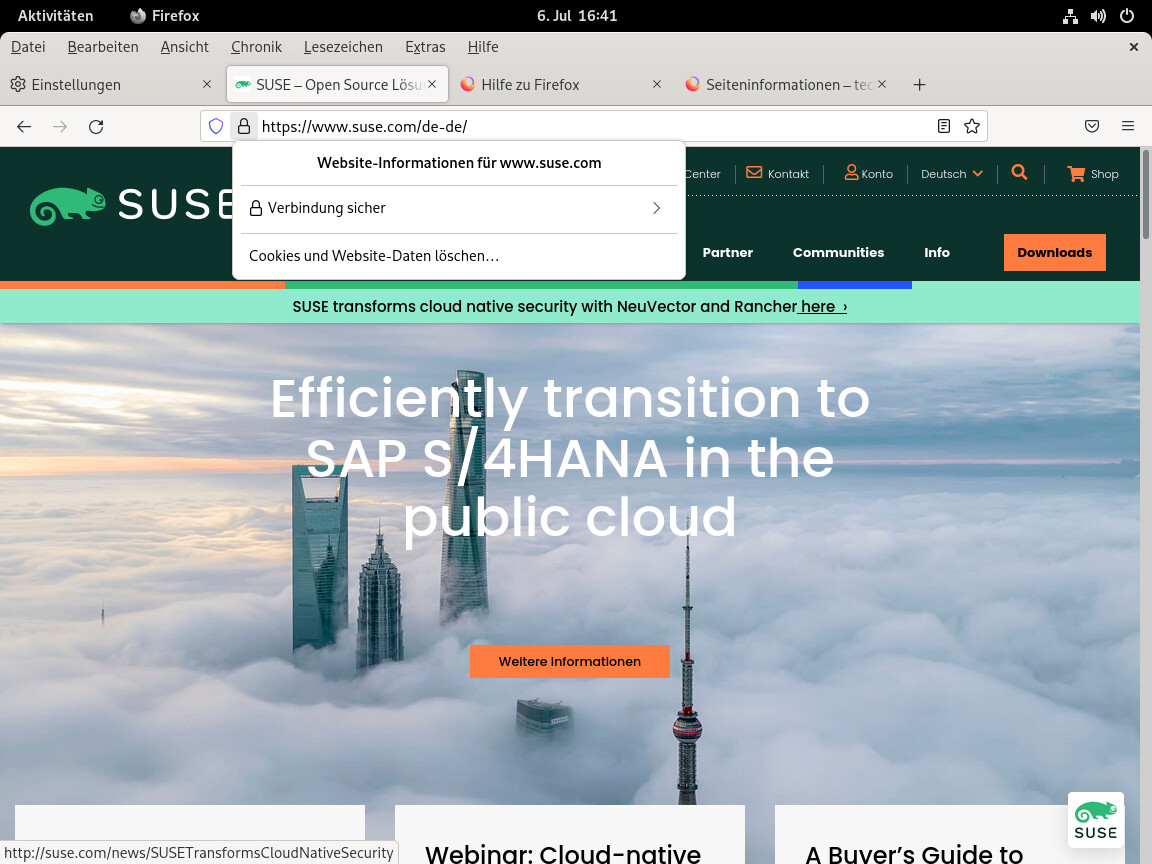 Aktivitäten Firefox 6. Jul 16:41
Datei Bearbeiten Ansicht Chronik Lesezeichen Extras Hilfe
Einstellungen SUSE – Open Source Lösu Hilfe zu Firefox Seiteninformationen – tec
https://www.suse.com/de-de/
Website-Informationen für www.suse.com
Verbindung sicher
Cookies und Website-Daten löschen…
Center Kontakt Konto Deutsch Shop
SUSE
Partner Communities Info Downloads
SUSE transforms cloud native security with NeuVector and Rancher here ›
Efficiently transition to
SAP S/4HANA in the
public cloud
Weitere Informationen
SUSE
Webinar: Cloud-native A Buyer’s Guide to
http://suse.com/news/SUSETransformsCloudNativeSecurity